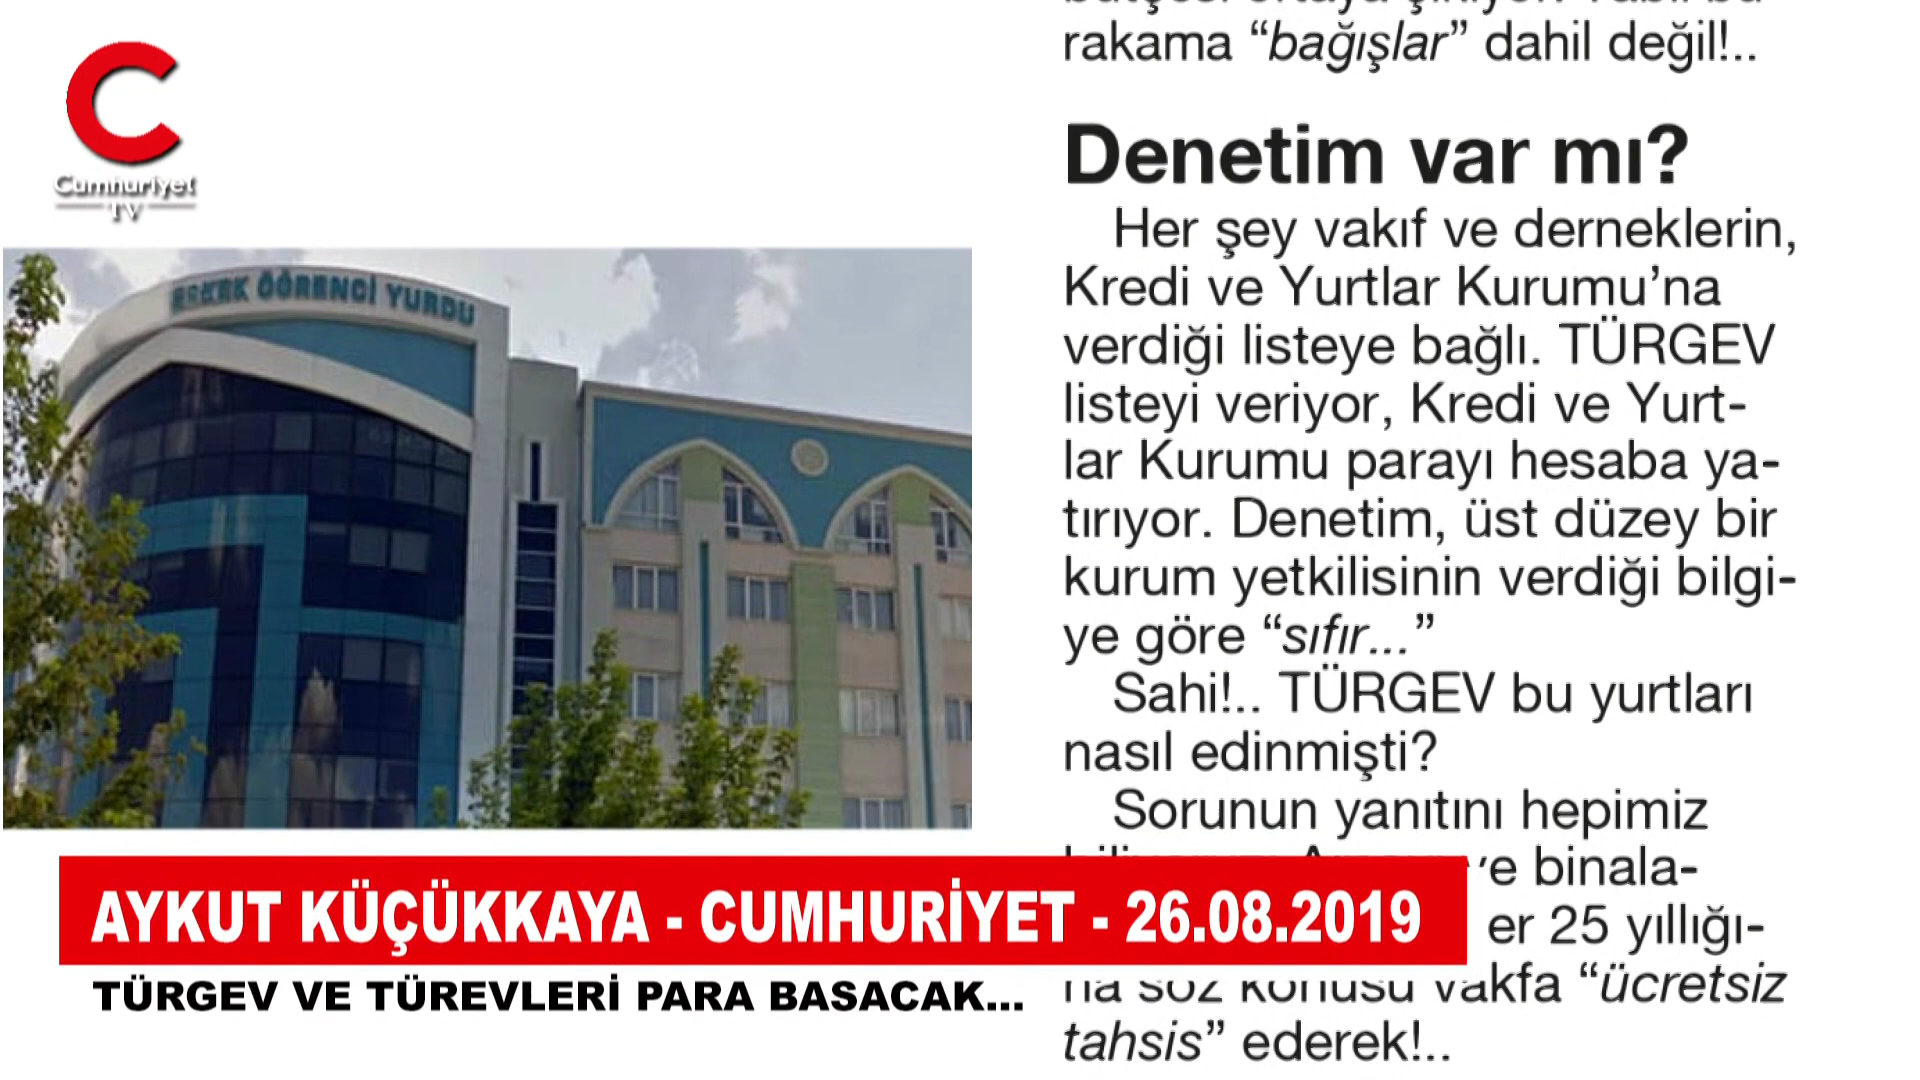 Cumhuriyet
TV
ERKEK ÖĞRENCİ YURDU
rakama “bağışlar” dahil değil!..
Denetim var mı?
Her şey vakıf ve derneklerin,
Kredi ve Yurtlar Kurumu’na
verdiği listeye bağlı. TÜRGEV
listeyi veriyor, Kredi ve Yurt-
lar Kurumu parayı hesaba ya-
tırıyor. Denetim, üst düzey bir
kurum yetkilisinin verdiği bilgi-
ye göre “sıfır...”
Sahi!.. TÜRGEV bu yurtları
nasıl edinmişti?
Sorunun yanıtını hepimiz
’e binala-
er 25 yıllığı-
na söz konusu vakfa “ücretsiz
tahsis” ederek!..
AYKUT KÜÇÜKKAYA - CUMHURİYET - 26.08.2019
TÜRGEV VE TÜREVLERİ PARA BASACAK...